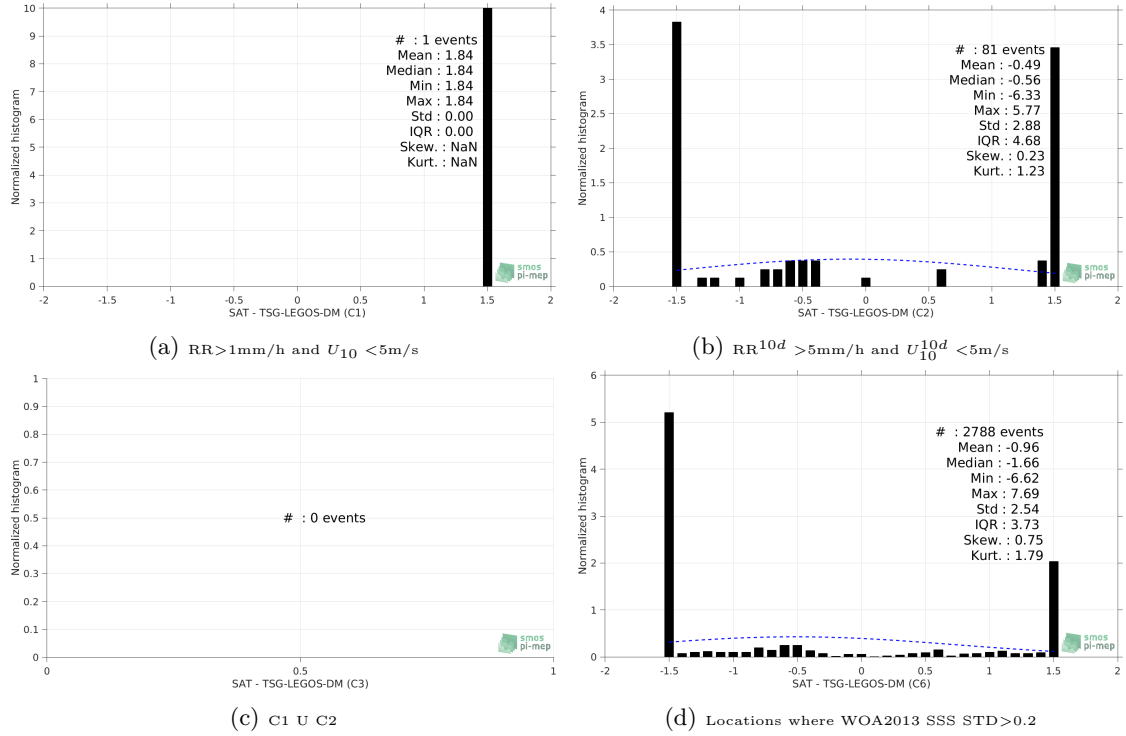 10
9
8
7
6
5
4
3
2
1
0
Normalized histogram
# : 1 events
Mean : 1.84
Median : 1.84
Min : 1.84
Max : 1.84
Std : 0.00
IQR : 0.00
Skew. : NaN
Kurt. : NaN
smos
pi-mep
-2 -1.5 -1 -0.5 0 0.5 1 1.5 2
SAT - TSG-LEGOS-DM (C1)
(a) RR>1mm/h and U10 <5m/s
4
3.5
3
2.5
2
1.5
1
0.5
0
Normalized histogram
# : 81 events
Mean : -0.49
Median : -0.56
Min : -6.33
Max : 5.77
Std : 2.88
IQR : 4.68
Skew. : 0.23
Kurt. : 1.23
smos
pi-mep
-2 -1.5 -1 -0.5 0 0.5 1 1.5 2
SAT - TSG-LEGOS-DM (C2)
(b) RR^10d >5mm/h and U10^10d <5m/s
1
0.9
0.8
0.7
0.6
0.5
0.4
0.3
0.2
0.1
0
Normalized histogram
# : 0 events
smos
pi-mep
0 0.5 1
SAT - TSG-LEGOS-DM (C3)
(c) C1 U C2
6
5
4
3
2
1
0
Normalized histogram
# : 2788 events
Mean : -0.96
Median : -1.66
Min : -6.62
Max : 7.69
Std : 2.54
IQR : 3.73
Skew. : 0.75
Kurt. : 1.79
smos
pi-mep
-2 -1.5 -1 -0.5 0 0.5 1 1.5 2
SAT - TSG-LEGOS-DM (C6)
(d) Locations where WOA2013 SSS STD>0.2